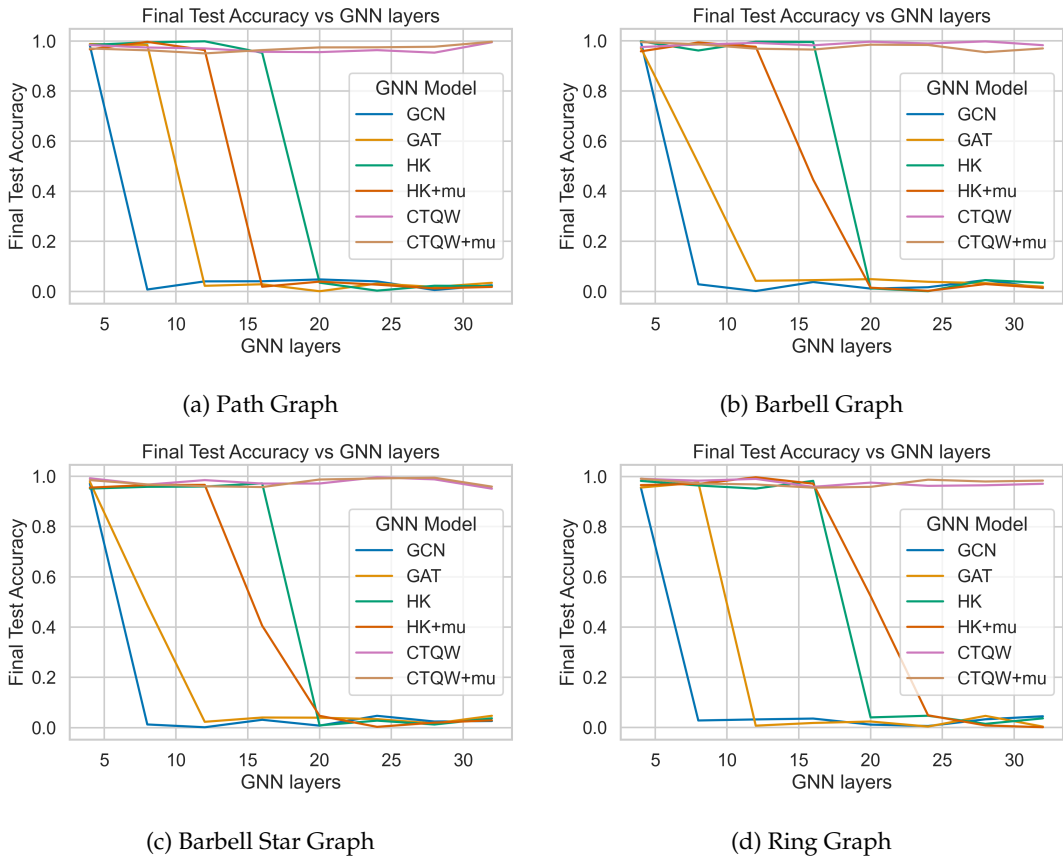 Final Test Accuracy vs GNN layers
1.0
0.8
0.6
0.4
0.2
0.0
Final Test Accuracy
GNN Model
GCN
GAT
HK
HK+mu
CTQW
CTQW+mu
5 10 15 20 25 30
GNN layers
(a) Path Graph
Final Test Accuracy vs GNN layers
1.0
0.8
0.6
0.4
0.2
0.0
Final Test Accuracy
GNN Model
GCN
GAT
HK
HK+mu
CTQW
CTQW+mu
5 10 15 20 25 30
GNN layers
(b) Barbell Graph
Final Test Accuracy vs GNN layers
1.0
0.8
0.6
0.4
0.2
0.0
Final Test Accuracy
GNN Model
GCN
GAT
HK
HK+mu
CTQW
CTQW+mu
5 10 15 20 25 30
GNN layers
(c) Barbell Star Graph
Final Test Accuracy vs GNN layers
1.0
0.8
0.6
0.4
0.2
0.0
Final Test Accuracy
GNN Model
GCN
GAT
HK
HK+mu
CTQW
CTQW+mu
5 10 15 20 25 30
GNN layers
(d) Ring Graph